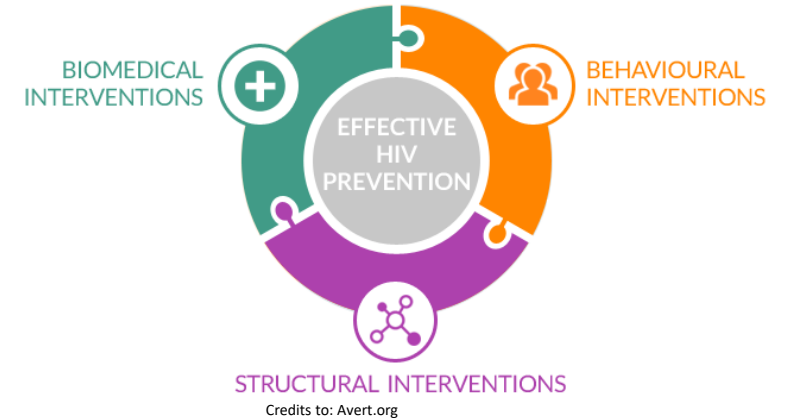 BIOMEDICAL
INTERVENTIONS
BEHAVIOURAL
INTERVENTIONS
EFFECTIVE
HIV
PREVENTION
STRUCTURAL INTERVENTIONS
Credits to: Avert.org